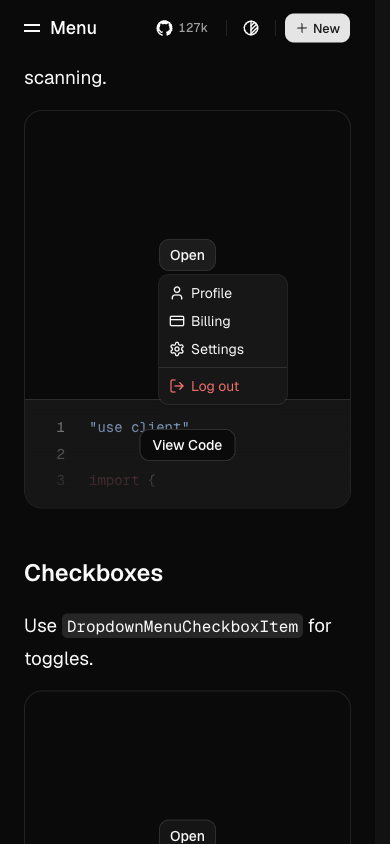 Menu
127k
New
scanning.
Open
Profile
Billing
Settings
Log out
1 "use client"
2
View Code
3 import {
Checkboxes
Use DropdownMenuCheckboxItem for
toggles.
Open